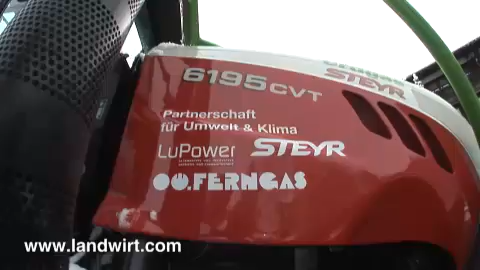 STEYR
6195CVT
Partnerschaft
für Umwelt & Klima
LuPower STEYR
OÖ.FERNGAS
www.landwirt.com